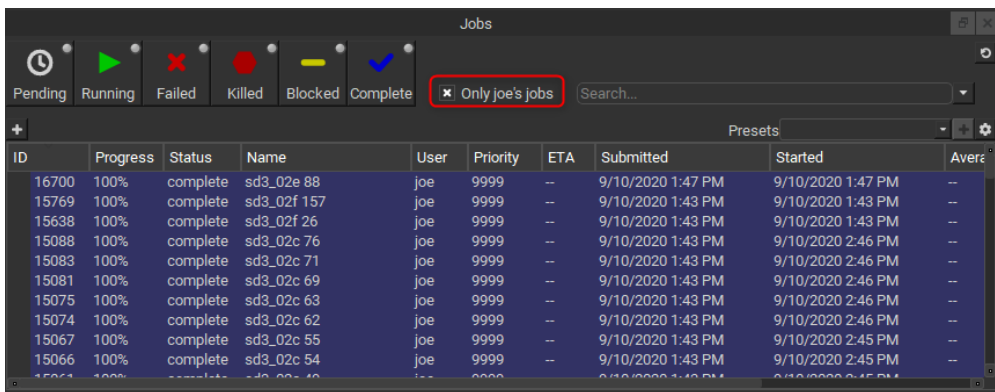 Jobs
Pending Running Failed Killed Blocked Complete Only joe's jobs Search...
Presets
ID Progress Status Name User Priority ETA Submitted Started Avera
16700 100% complete sd3_02e 88 joe 9999 -- 9/10/2020 1:47 PM 9/10/2020 1:47 PM --
15769 100% complete sd3_02f 157 joe 9999 -- 9/10/2020 1:43 PM 9/10/2020 1:43 PM --
15638 100% complete sd3_02f 26 joe 9999 -- 9/10/2020 1:43 PM 9/10/2020 1:43 PM --
15088 100% complete sd3_02c 76 joe 9999 -- 9/10/2020 1:43 PM 9/10/2020 2:46 PM --
15083 100% complete sd3_02c 71 joe 9999 -- 9/10/2020 1:43 PM 9/10/2020 2:46 PM --
15081 100% complete sd3_02c 69 joe 9999 -- 9/10/2020 1:43 PM 9/10/2020 2:46 PM --
15075 100% complete sd3_02c 63 joe 9999 -- 9/10/2020 1:43 PM 9/10/2020 2:46 PM --
15074 100% complete sd3_02c 62 joe 9999 -- 9/10/2020 1:43 PM 9/10/2020 2:46 PM --
15067 100% complete sd3_02c 55 joe 9999 -- 9/10/2020 1:43 PM 9/10/2020 2:45 PM --
15066 100% complete sd3_02c 54 joe 9999 -- 9/10/2020 1:43 PM 9/10/2020 2:45 PM --